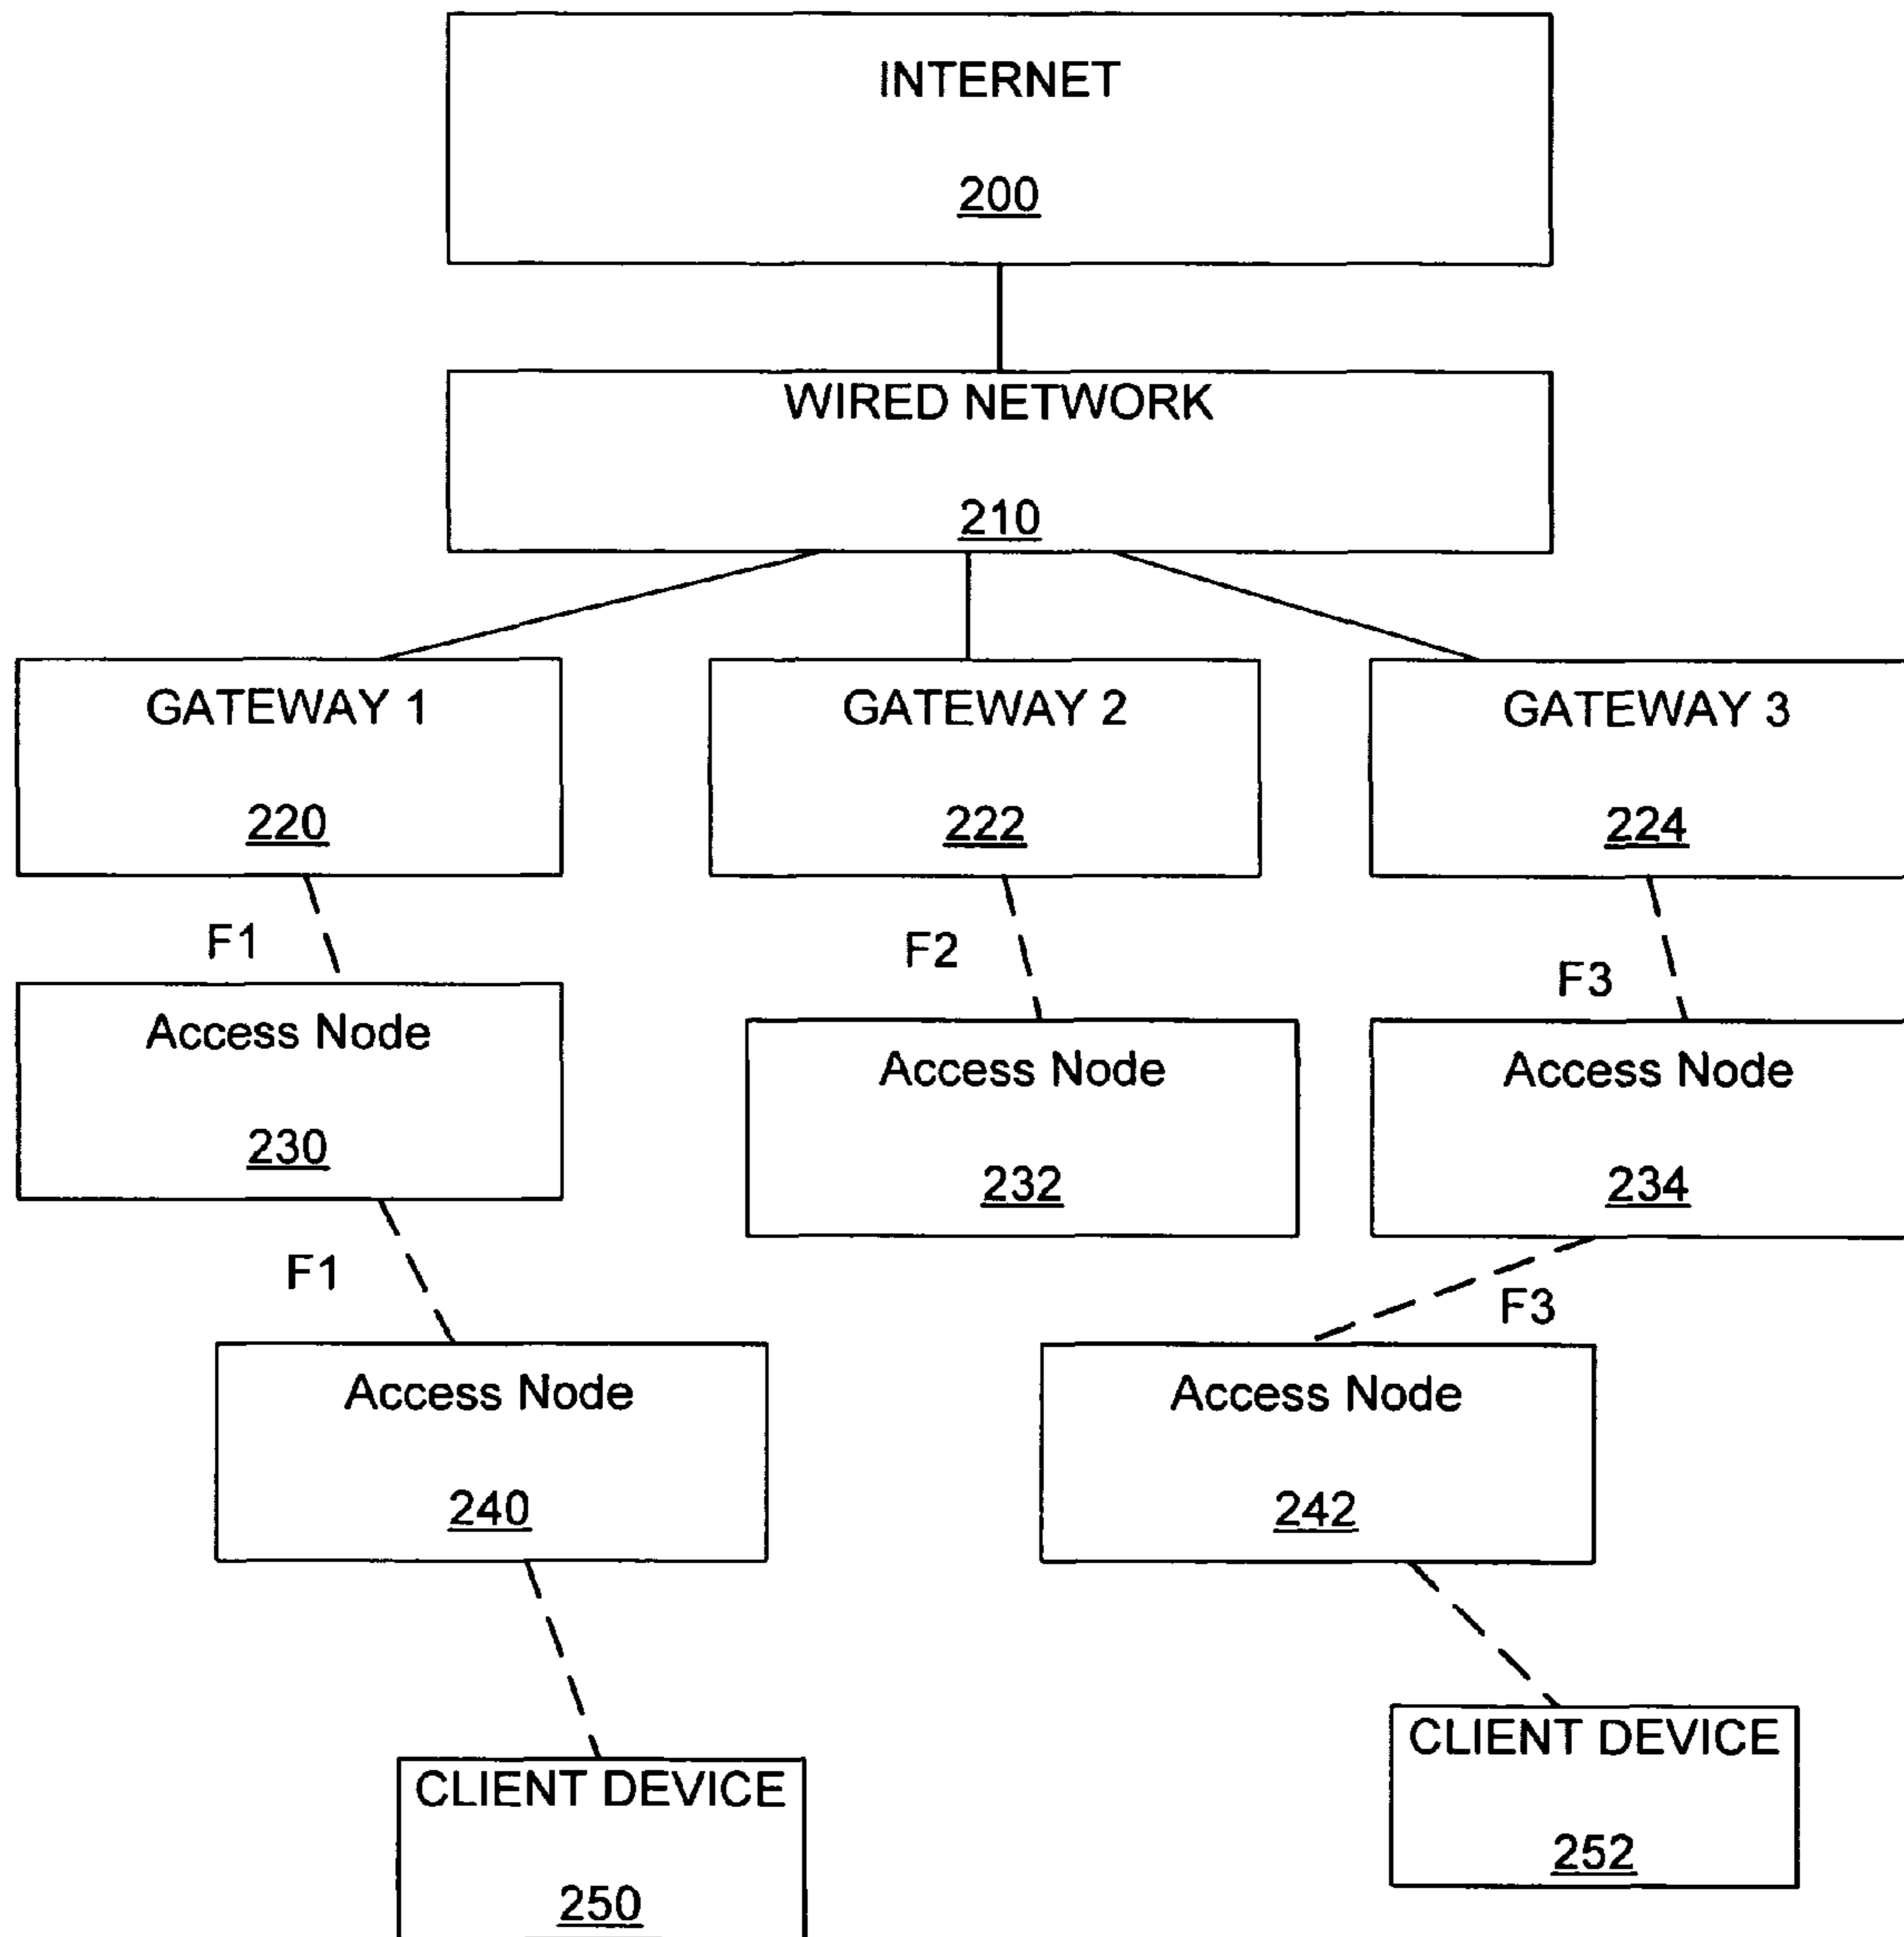 INTERNET
200
WIRED NETWORK
210
GATEWAY 1
220
GATEWAY 2
222
GATEWAY 3
224
F1
F2
F3
Access Node
230
Access Node
232
Access Node
234
F1
F3
Access Node
240
Access Node
242
CLIENT DEVICE
250
CLIENT DEVICE
252